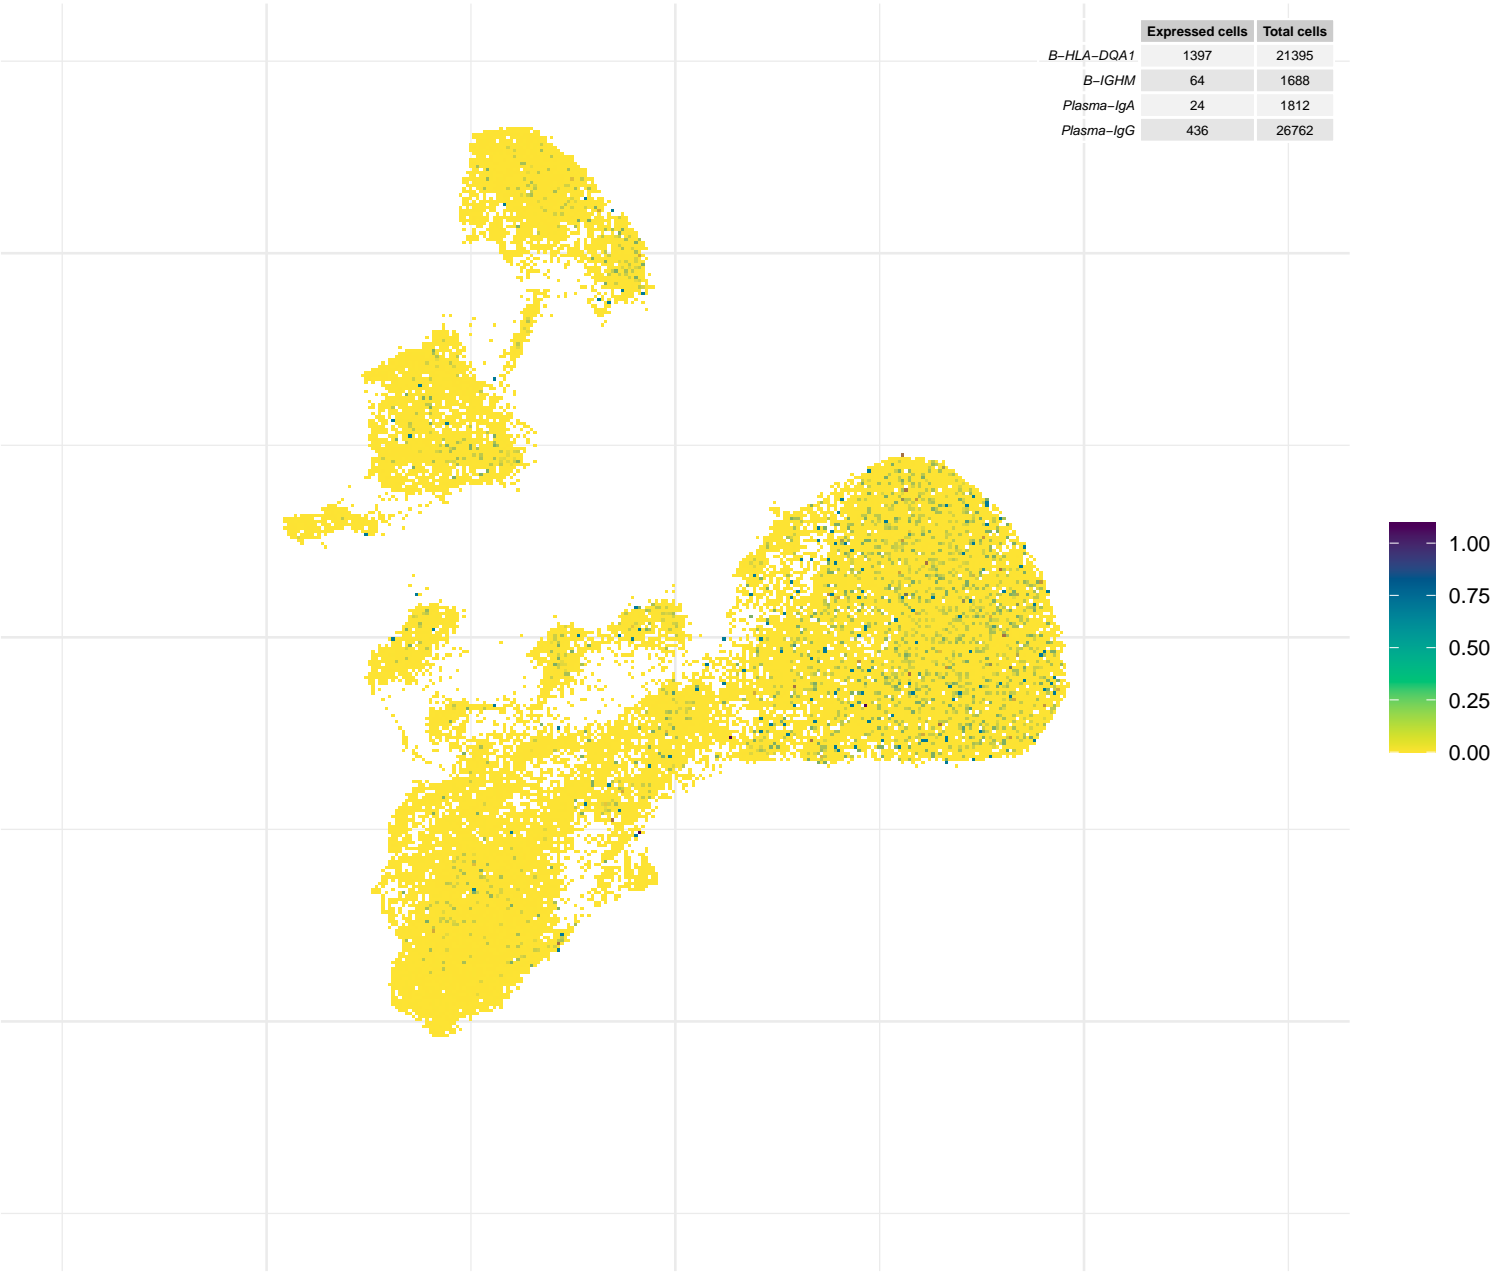 Expressed cells Total cells
B−HLA−DQA1 1397 21395
B−IGHM 64 1688
Plasma−IgA 24 1812
Plasma−IgG 436 26762
1.00
0.75
0.50
0.25
0.00